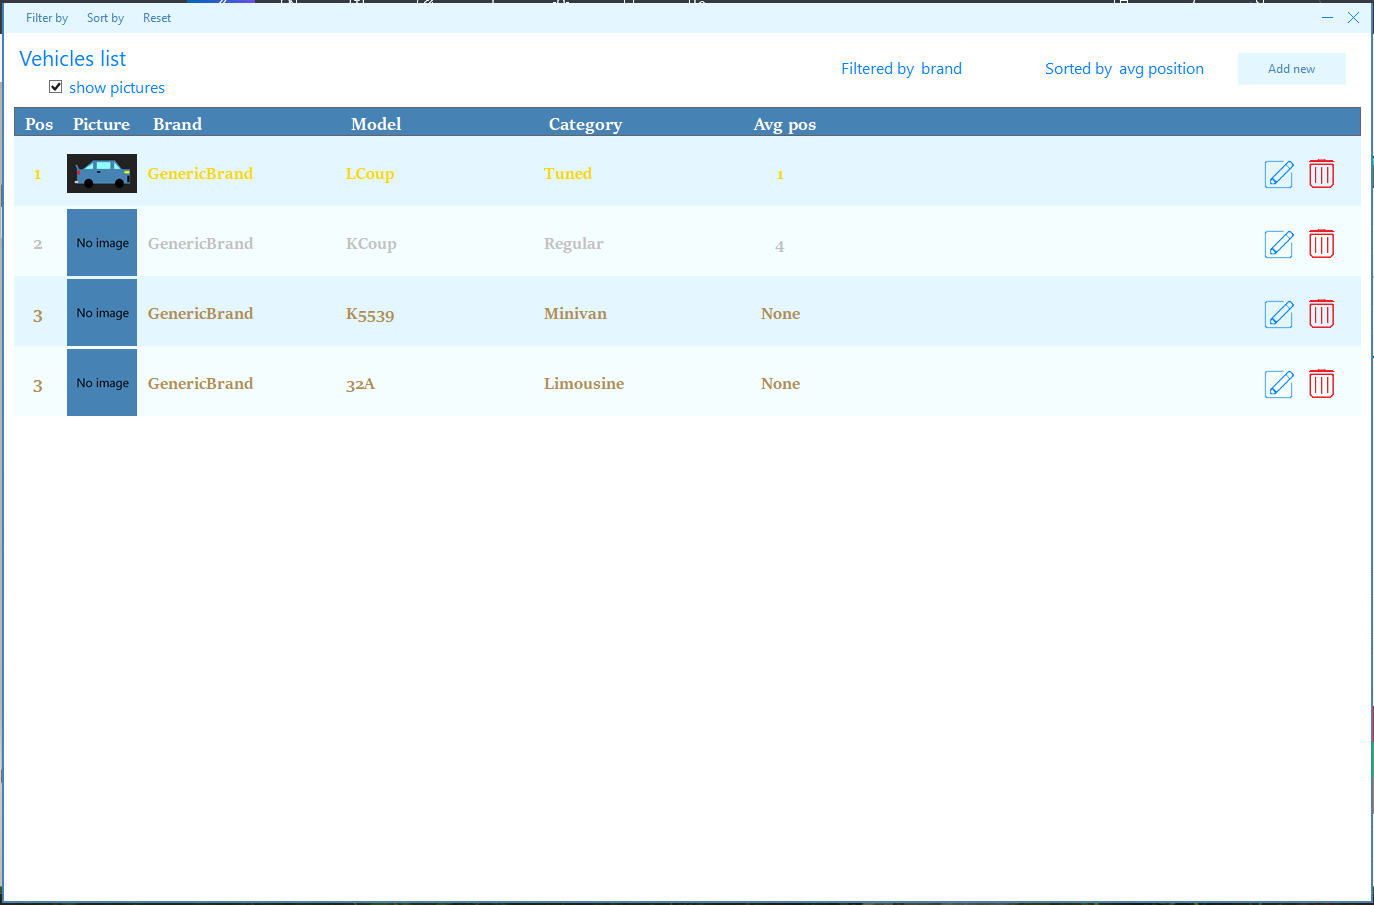 Filter by Sort by Reset
Vehicles list
Filtered by brand Sorted by avg position Add new
show pictures
Pos Picture Brand Model Category Avg pos
1 GenericBrand LCoup Tuned 1
2 No image GenericBrand KCoup Regular 4
3 No image GenericBrand K5539 Minivan None
3 No image GenericBrand 32A Limousine None